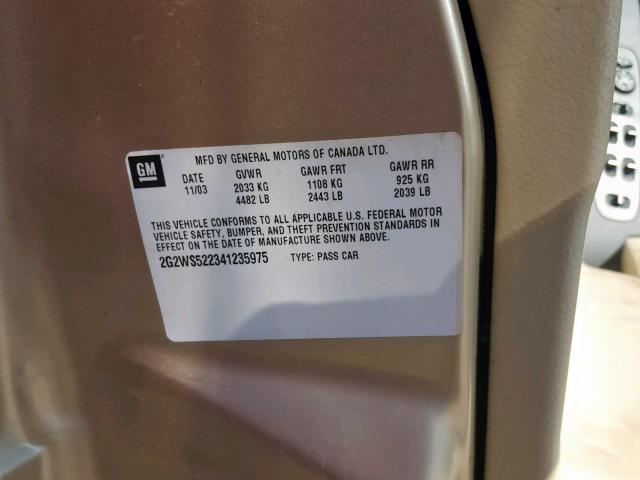 GM
MFD BY GENERAL MOTORS OF CANADA LTD.
DATE GVWR GAWR FRT GAWR RR
11/03 2033 KG 1108 KG 925 KG
4482 LB 2443 LB 2039 LB
THIS VEHICLE CONFORMS TO ALL APPLICABLE U.S. FEDERAL MOTOR
VEHICLE SAFETY, BUMPER, AND THEFT PREVENTION STANDARDS IN
EFFECT ON THE DATE OF MANUFACTURE SHOWN ABOVE.
2G2WS522341235975 TYPE: PASS CAR